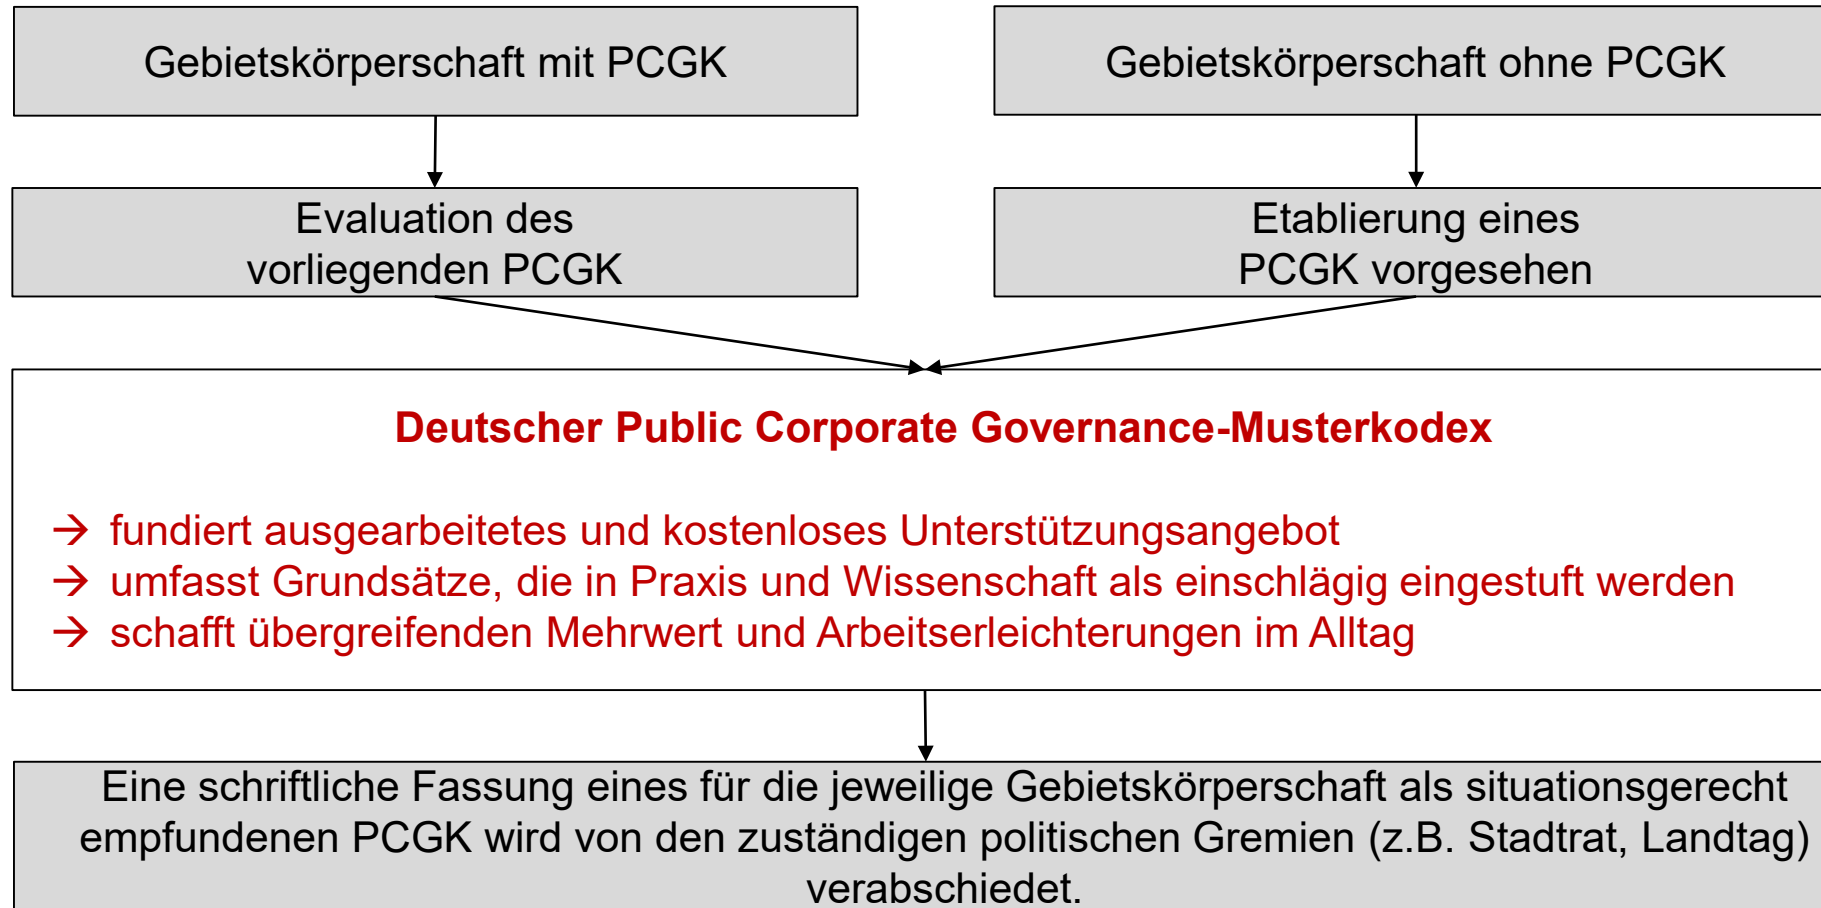 Gebietskörperschaft mit PCGK
Gebietskörperschaft ohne PCGK
Evaluation des
vorliegenden PCGK
Etablierung eines
PCGK vorgesehen
Deutscher Public Corporate Governance-Musterkodex
→ fundiert ausgearbeitetes und kostenloses Unterstützungsangebot
→ umfasst Grundsätze, die in Praxis und Wissenschaft als einschlägig eingestuft werden
→ schafft übergreifenden Mehrwert und Arbeitserleichterungen im Alltag
Eine schriftliche Fassung eines für die jeweilige Gebietskörperschaft als situationsgerecht
empfundenen PCGK wird von den zuständigen politischen Gremien (z.B. Stadtrat, Landtag)
verabschiedet.